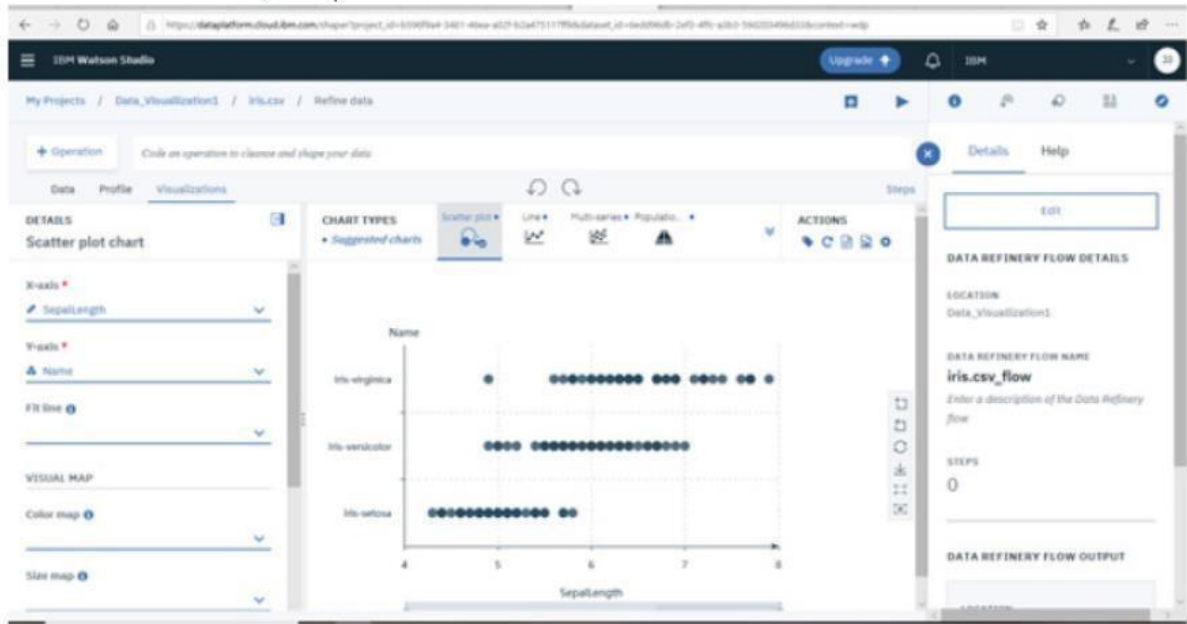 IBM Watson Studio
Upgrade
IBM
My Projects / Data_Visuallization1 / iris.csv / Refine data
+ Operation
Code an operation to cleanse and shape your data
Data Profile Visualizations
Steps
DETAILS
Scatter plot chart
X-axis *
SepalLength
Y-axis *
Name
Fit line
VISUAL MAP
Color map
Size map
CHART TYPES
• Suggested charts
Scatter plot
Line
Multi-series
Populatio...
ACTIONS
Name
Iris-virginica
Iris-versicolor
Iris-setosa
4 5 6 7 8
SepalLength
Details Help
Edit
DATA REFINERY FLOW DETAILS
LOCATION
Data_Visuallization1
DATA REFINERY FLOW NAME
iris.csv_flow
Enter a description of the Data Refinery
flow
STEPS
0
DATA REFINERY FLOW OUTPUT
LOCATION